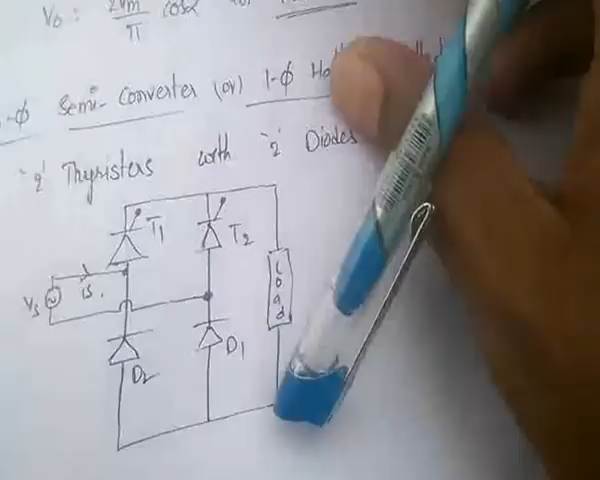 V₀ : 2Vm/π cosα
1-φ Semi-Converter (or) 1-φ
'2' Thyristers with '2' Diodes
T₁ T₂
Vs is.
Load
D₂ D₁